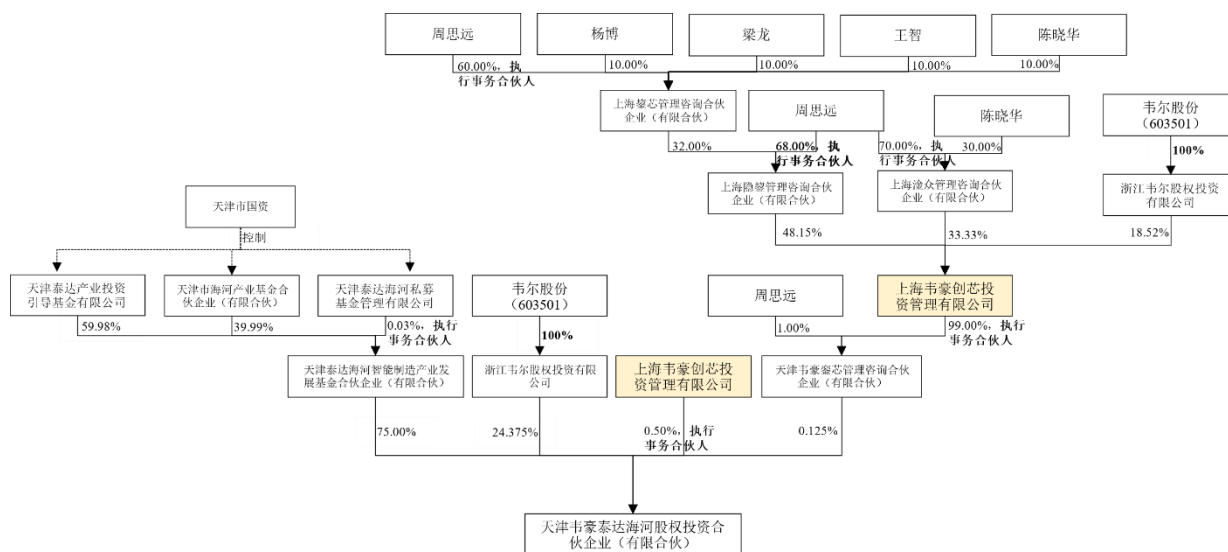 周思远
杨博
梁龙
王智
陈晓华
60.00%，执
行事务合伙人
10.00%
10.00%
10.00%
10.00%
上海鋆芯管理咨询合伙
企业（有限合伙）
周思远
陈晓华
韦尔股份
（603501）
32.00%
68.00%，执
行事务合伙人
70.00%，执
行事务合伙人
30.00%
100%
天津市国资
上海隐鋆管理咨询合伙
企业（有限合伙）
上海淦众管理咨询合伙
企业（有限合伙）
浙江韦尔股权投资
有限公司
控制
48.15%
33.33%
18.52%
天津泰达产业投资
引导基金有限公司
天津市海河产业基金合
伙企业（有限合伙）
天津泰达海河私募
基金管理有限公司
韦尔股份
（603501）
周思远
上海韦豪创芯投
资管理有限公司
59.98%
39.99%
0.03%，执行
事务合伙人
100%
1.00%
99.00%，执行
事务合伙人
天津泰达海河智能制造产业发
展基金合伙企业（有限合伙）
浙江韦尔股权投资有限
公司
上海韦豪创芯投
资管理有限公司
天津韦豪鎏芯管理咨询合伙
企业（有限合伙）
75.00%
24.375%
0.50%，执行
事务合伙人
0.125%
天津韦豪泰达海河股权投资合
伙企业（有限合伙）